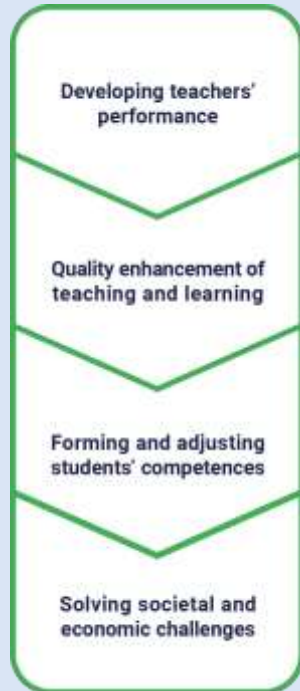 Developing teachers'
performance
Quality enhancement of
teaching and learning
Forming and adjusting
students' competences
Solving societal and
economic challenges